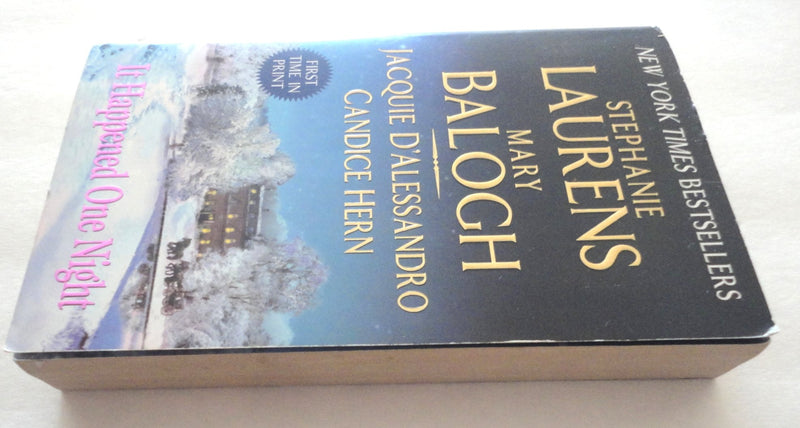 NEW YORK TIMES BESTSELLERS
STEPHANIE
LAURENS
MARY
BALOGH
JACQUIE D'ALESSANDRO
CANDICE HERN
FIRST
TIME IN
PRINT
It Happened One Night